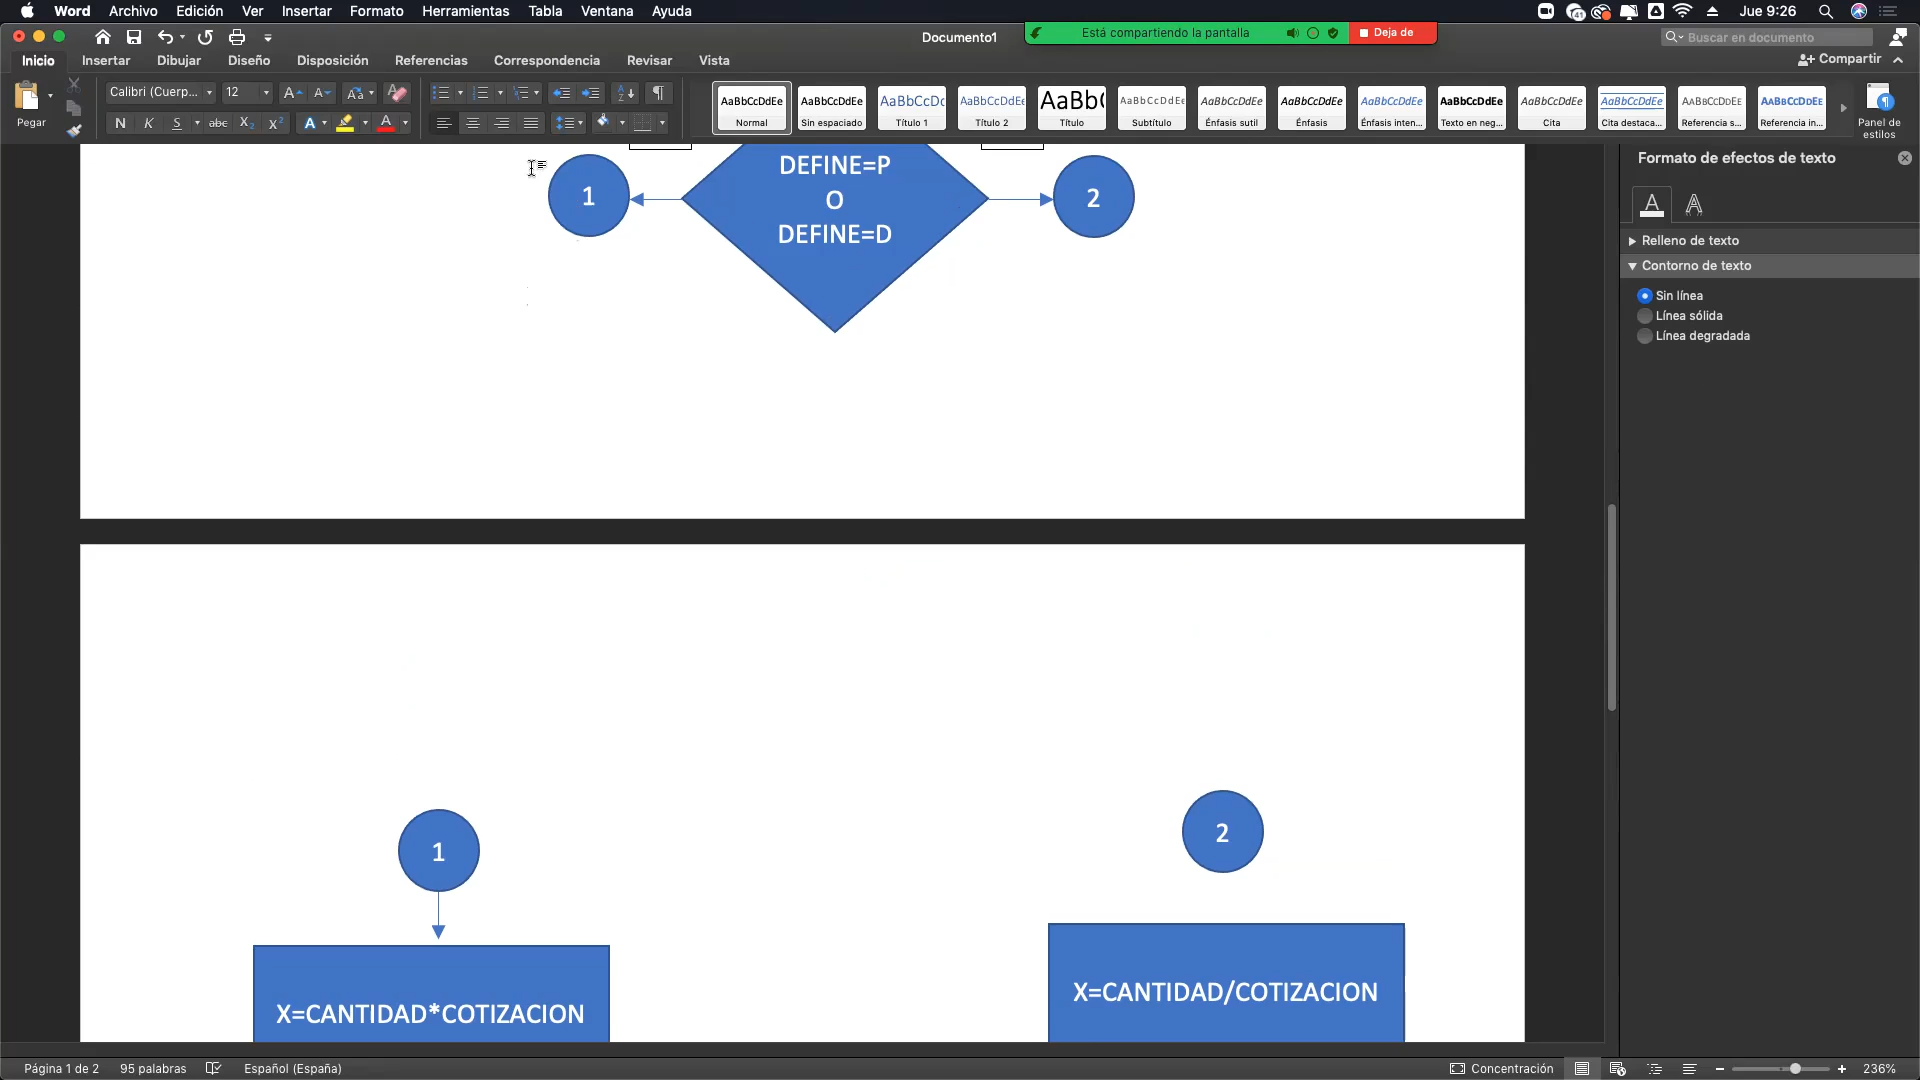 Word Archivo Edición Ver Insertar Formato Herramientas Tabla Ventana Ayuda
41
Jue 9:26
Documento1
Está compartiendo la pantalla
Deja de
Buscar en documento
Inicio Insertar Dibujar Diseño Disposición Referencias Correspondencia Revisar Vista
Compartir
Pegar
Calibri (Cuerp... 12
N K S abc X₂ X² A A
AaBbCcDdEe AaBbCcDdEe AaBbCcDc AaBbCcDdEe AaBb( AaBbCcDdEe AaBbCcDdEe AaBbCcDdEe AaBbCcDdEe AaBbCcDdEe AaBbCcDdEe AaBbCcDdEe AaBbCcDdEe AaBbCcDdEe
Normal Sin espaciado Título 1 Título 2 Título Subtítulo Énfasis sutil Énfasis Énfasis inten... Texto en neg... Cita Cita destaca... Referencia s... Referencia in...
Panel de
estilos
Formato de efectos de texto
Relleno de texto
Contorno de texto
Sin línea
Línea sólida
Línea degradada
DEFINE=P
O
DEFINE=D
1
2
1
2
X=CANTIDAD*COTIZACION
X=CANTIDAD/COTIZACION
Página 1 de 2 95 palabras Español (España)
Concentración
236%